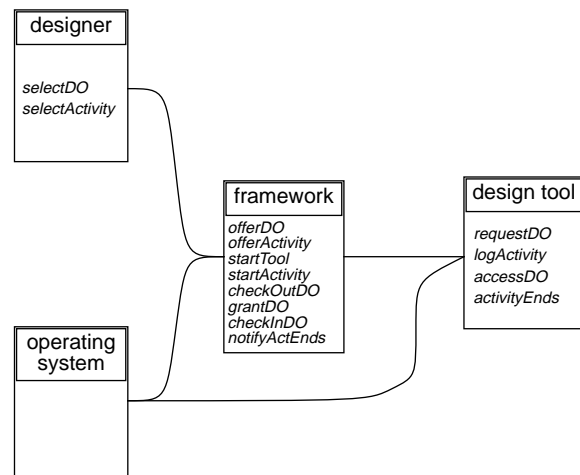 designer
selectDO
selectActivity
framework
offerDO
offerActivity
startTool
startActivity
checkOutDO
grantDO
checkInDO
notifyActEnds
design tool
requestDO
logActivity
accessDO
activityEnds
operating
system